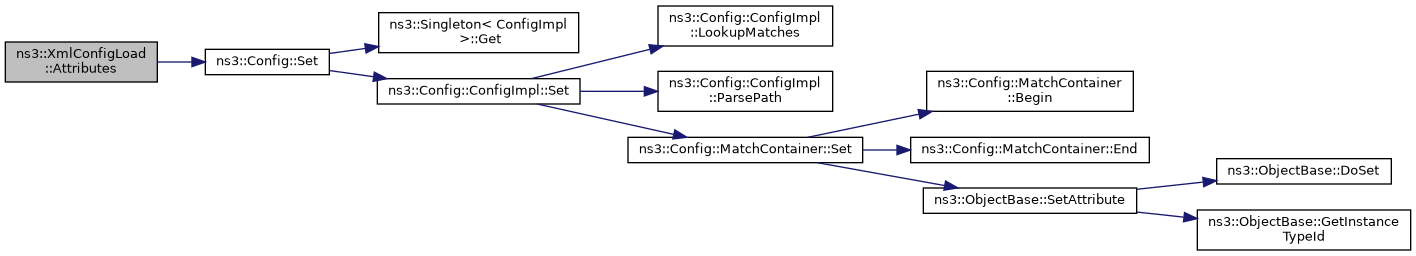 ns3::XmlConfigLoad
::Attributes
ns3::Config::Set
ns3::Singleton< ConfigImpl
>::Get
ns3::Config::ConfigImpl::Set
ns3::Config::ConfigImpl
::LookupMatches
ns3::Config::ConfigImpl
::ParsePath
ns3::Config::MatchContainer::Set
ns3::Config::MatchContainer
::Begin
ns3::Config::MatchContainer::End
ns3::ObjectBase::SetAttribute
ns3::ObjectBase::DoSet
ns3::ObjectBase::GetInstance
TypeId